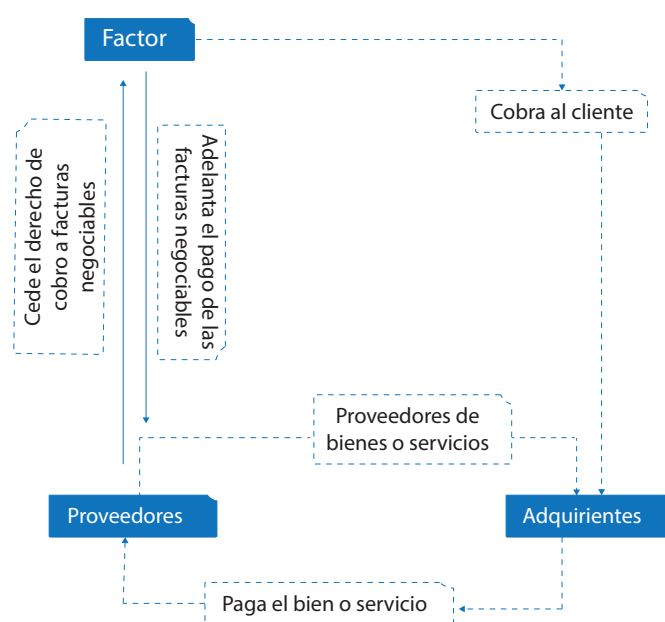 Factor
Cobra al cliente
Cede el derecho de
cobro a facturas
negociables
Adelanta el pago de las
facturas negociables
Proveedores de
bienes o servicios
Proveedores
Adquirientes
Paga el bien o servicio